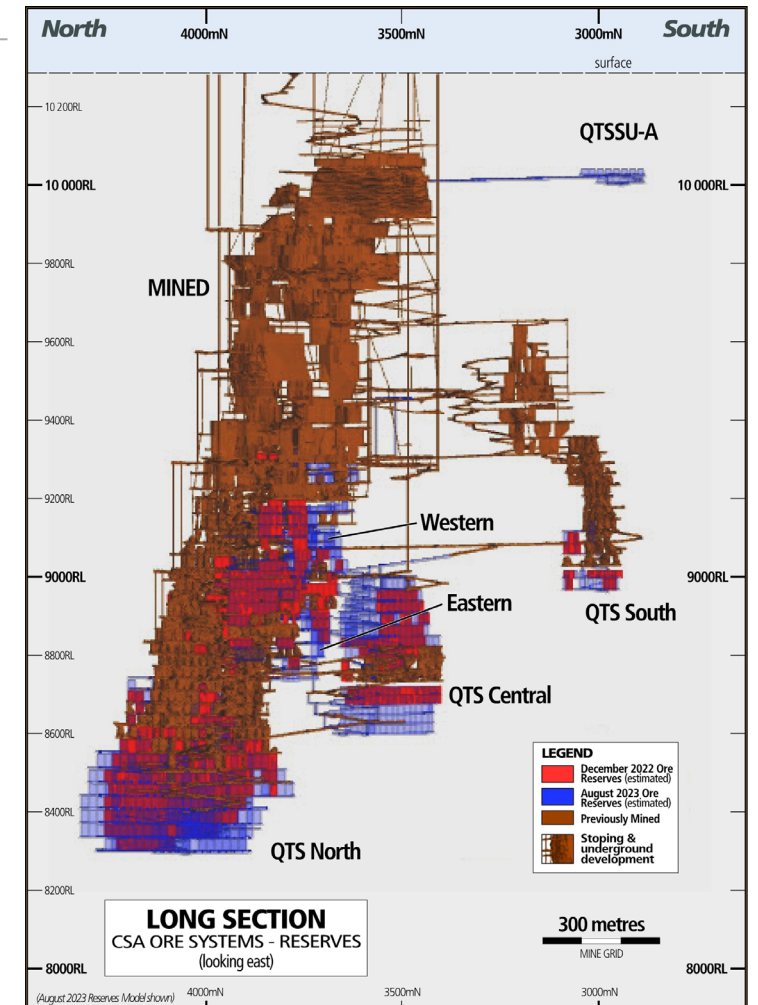 North 4000mN 3500mN 3000mN South
surface
10 200RL
QTSSU-A
10 000RL 10 000RL
9800RL
MINED
9600RL
9400RL
9200RL
Western
9000RL 9000RL
Eastern
QTS South
8800RL
QTS Central
8600RL
LEGEND
December 2022 Ore
Reserves (estimated)
August 2023 Ore
Reserves (estimated)
Previously Mined
Stoping &
underground
development
8400RL
QTS North
8200RL
LONG SECTION
CSA ORE SYSTEMS - RESERVES
(looking east)
300 metres
MINE GRID
8000RL 8000RL
(August 2023 Reserves Model shown) 4000mN 3500mN 3000mN